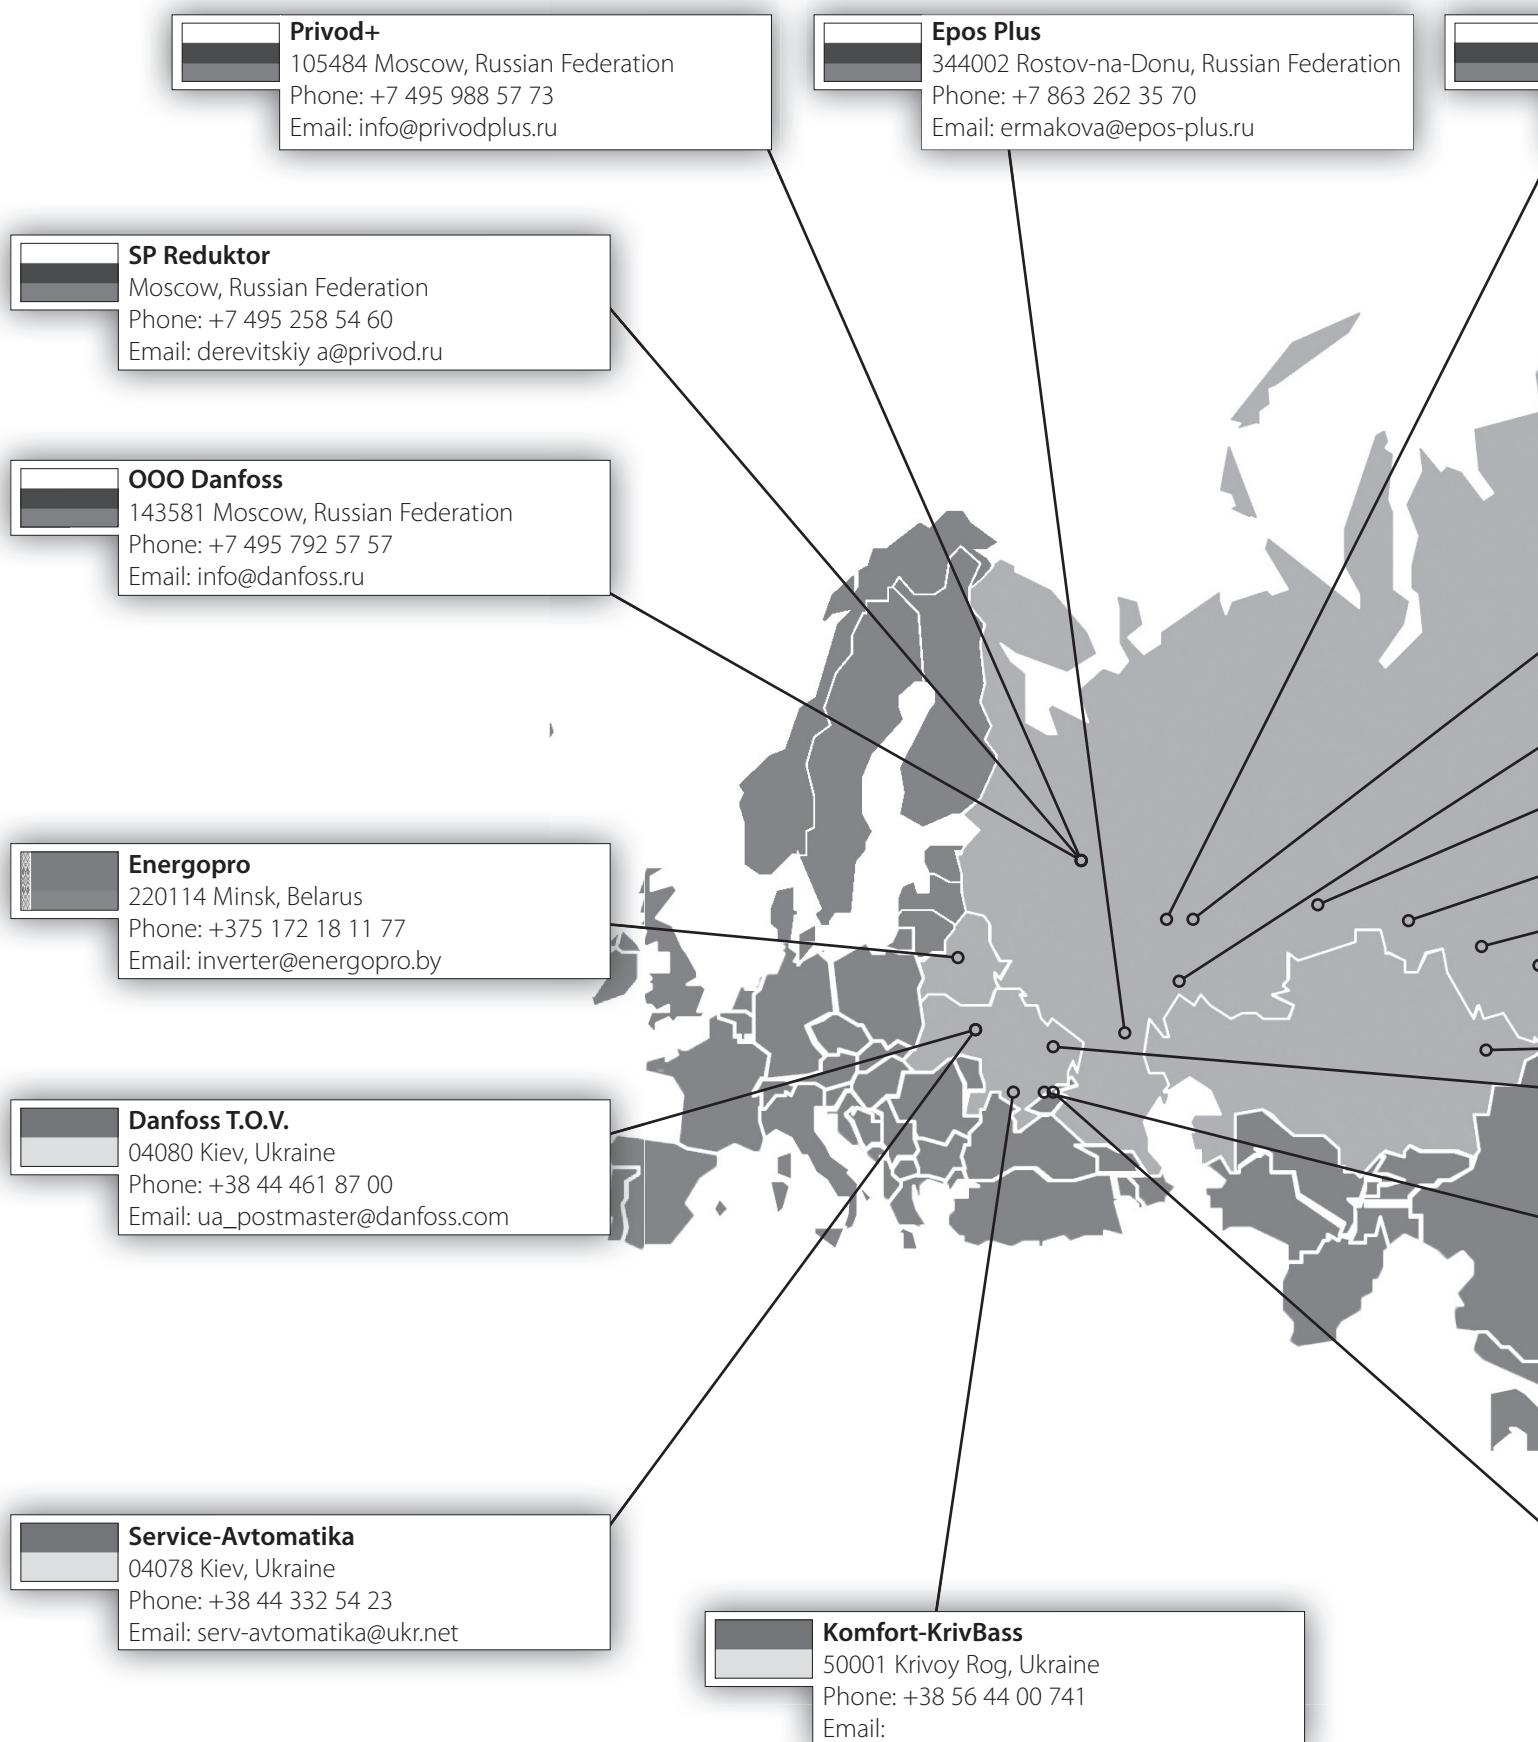 Privod+
105484 Moscow, Russian Federation
Phone: +7 495 988 57 73
Email: info@privodplus.ru
Epos Plus
344002 Rostov-na-Donu, Russian Federation
Phone: +7 863 262 35 70
Email: ermakova@epos-plus.ru
SP Reduktor
Moscow, Russian Federation
Phone: +7 495 258 54 60
Email: derevitskiy a@privod.ru
OOO Danfoss
143581 Moscow, Russian Federation
Phone: +7 495 792 57 57
Email: info@danfoss.ru
Energopro
220114 Minsk, Belarus
Phone: +375 172 18 11 77
Email: inverter@energopro.by
Danfoss T.O.V.
04080 Kiev, Ukraine
Phone: +38 44 461 87 00
Email: ua_postmaster@danfoss.com
Service-Avtomatika
04078 Kiev, Ukraine
Phone: +38 44 332 54 23
Email: serv-avtomatika@ukr.net
Komfort-KrivBass
50001 Krivoy Rog, Ukraine
Phone: +38 56 44 00 741
Email: